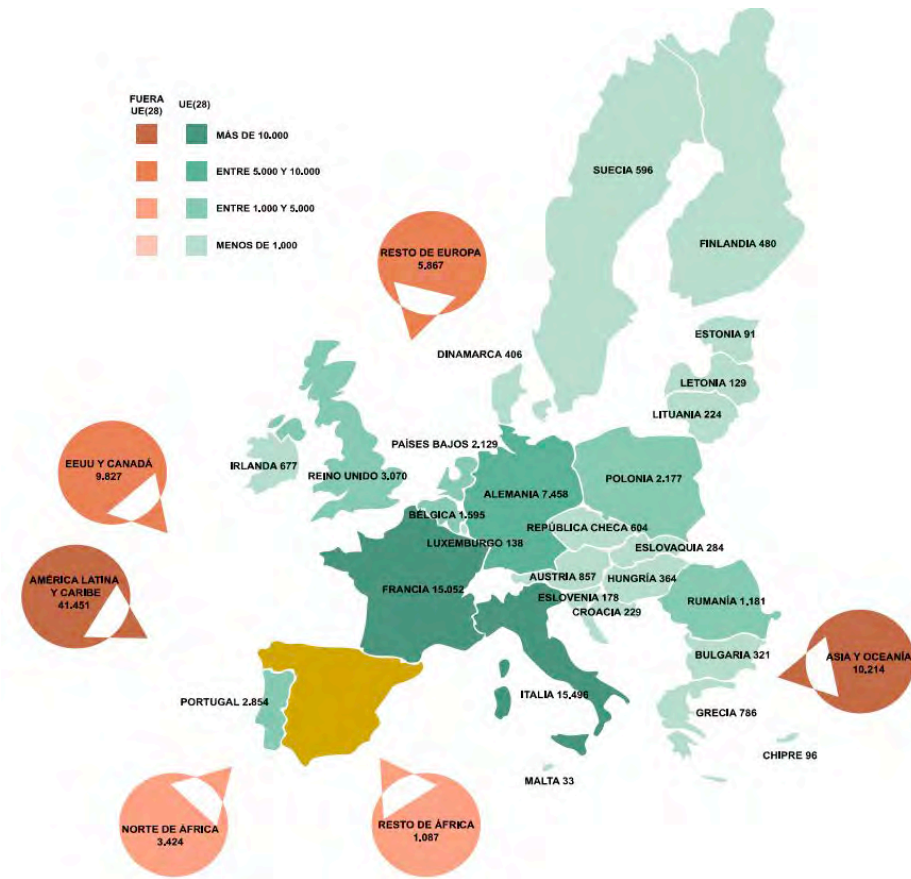 FUERA
UE(28)
UE(28)
MÁS DE 10.000
ENTRE 5.000 Y 10.000
ENTRE 1.000 Y 5.000
MENOS DE 1.000
SUECIA 596
FINLANDIA 480
RESTO DE EUROPA
5.867
ESTONIA 91
DINAMARCA 406
LETONIA 129
LITUANIA 224
PAÍSES BAJOS 2.129
EEUU Y CANADÁ
9.827
IRLANDA 677
REINO UNIDO 3.070
ALEMANIA 7.458
POLONIA 2.177
BÉLGICA 1.595
REPÚBLICA CHECA 604
LUXEMBURGO 138
ESLOVAQUIA 284
AMÉRICA LATINA
Y CARIBE
41.451
FRANCIA 15.052
AUSTRIA 857
HUNGRÍA 364
ESLOVENIA 178
RUMANÍA 1,181
CROACIA 229
BULGARIA 321
ASIA Y OCEANÍA
10.214
PORTUGAL 2.854
ITALIA 15.496
GRECIA 786
CHIPRE 96
MALTA 33
NORTE DE ÁFRICA
3.424
RESTO DE ÁFRICA
1.087